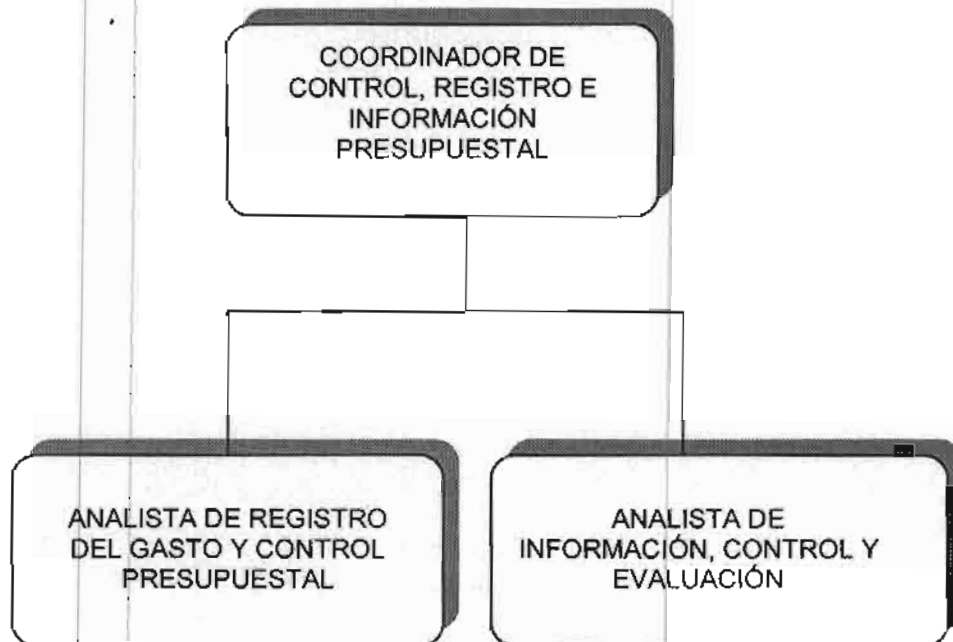 COORDINADOR DE
CONTROL, REGISTRO E
INFORMACIÓN
PRESUPUESTAL
ANALISTA DE REGISTRO
DEL GASTO Y CONTROL
PRESUPUESTAL
ANALISTA DE
INFORMACIÓN, CONTROL Y
EVALUACIÓN